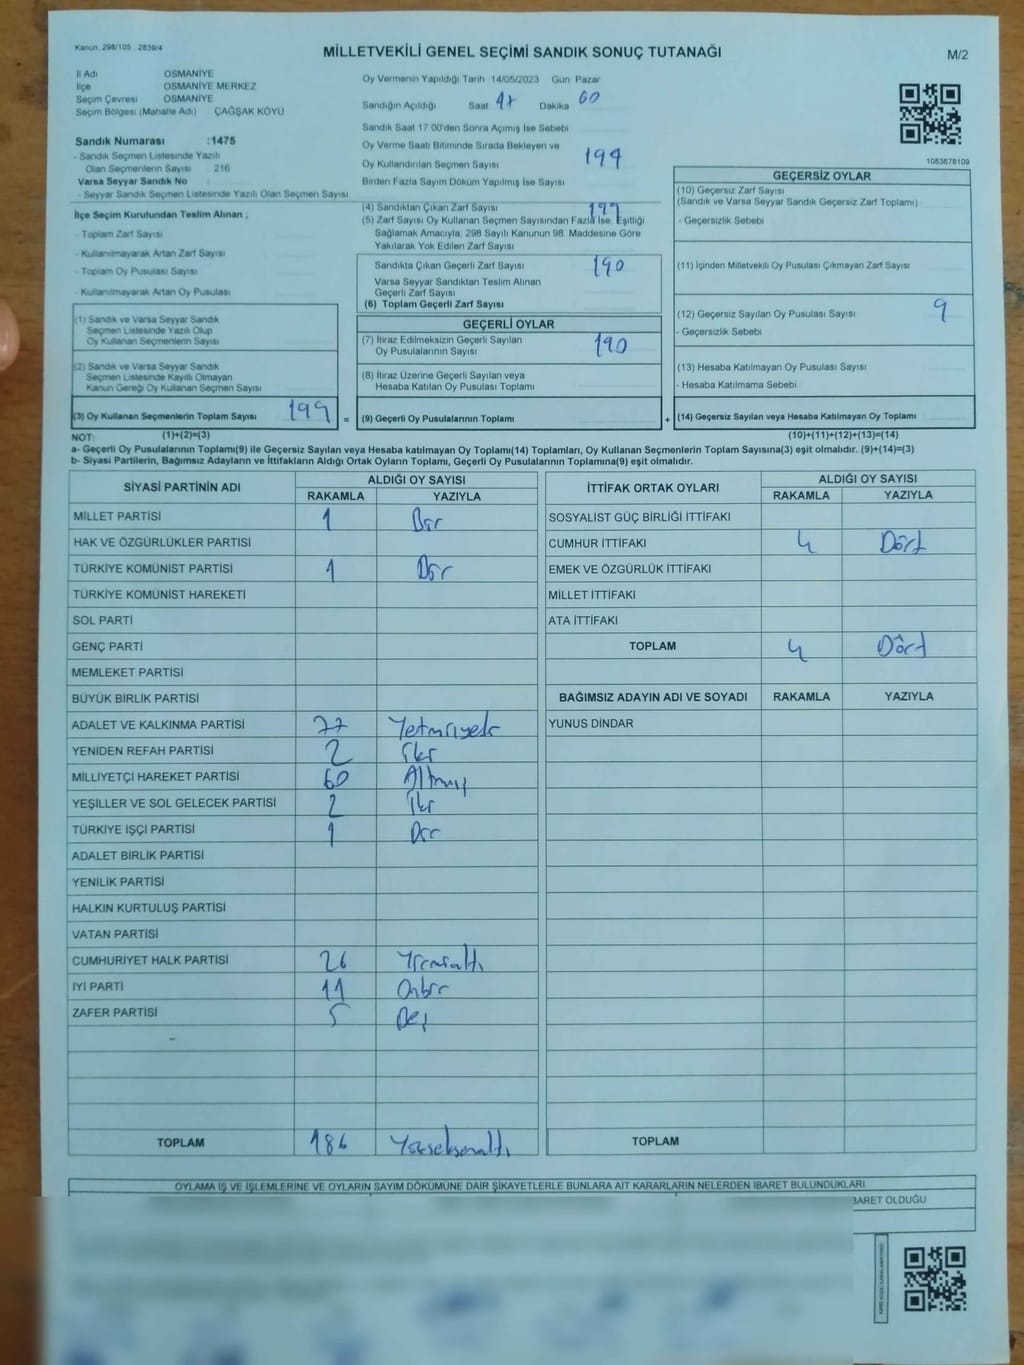 Kanun: 298/105 : 2839/4
MİLLETVEKİLİ GENEL SEÇİMİ SANDIK SONUÇ TUTANAĞI
M/2
İl Adı OSMANİYE
İlçe OSMANİYE MERKEZ
Seçim Çevresi OSMANİYE
Seçim Bölgesi (Mahalle Adı) ÇAĞŞAK KÖYÜ
Sandık Numarası :1475
- Sandık Seçmen Listesinde Yazılı
Olan Seçmenlerin Sayısı 216
Varsa Seyyar Sandık No
- Seyyar Sandık Seçmen Listesinde Yazılı Olan Seçmen Sayısı
Oy Vermenin Yapıldığı Tarih 14/05/2023 Gün Pazar
Sandığın Açıldığı Saat 17 Dakika 00
Sandık Saat 17:00'den Sonra Açımış İse Sebebi
Oy Verme Saati Bitiminde Sırada Bekleyen ve
Oy Kullandırılan Seçmen Sayısı 199
Birden Fazla Sayım Döküm Yapılmış İse Sayısı
1083678109
İlçe Seçim Kurulundan Teslim Alınan ;
- Toplam Zarf Sayısı
- Kullanılmayarak Artan Zarf Sayısı
- Toplam Oy Pusulası Sayısı
- Kullanılmayarak Artan Oy Pusulası
(4) Sandıktan Çıkan Zarf Sayısı 199
(5) Zarf Sayısı Oy Kullanan Seçmen Sayısından Fazla İse, Eşitliği
Sağlamak Amacıyla, 298 Sayılı Kanunun 98. Maddesine Göre
Yakılarak Yok Edilen Zarf Sayısı
Sandıkta Çıkan Geçerli Zarf Sayısı 190
Varsa Seyyar Sandıktan Teslim Alınan
Geçerli Zarf Sayısı
(6) Toplam Geçerli Zarf Sayısı
GEÇERSİZ OYLAR
(10) Geçersiz Zarf Sayısı
(Sandık ve Varsa Seyyar Sandık Geçersiz Zarf Toplamı)
- Geçersizlik Sebebi
(11) İçinden Milletvekili Oy Pusulası Çıkmayan Zarf Sayısı
(12) Geçersiz Sayılan Oy Pusulası Sayısı 9
- Geçersizlik Sebebi
(13) Hesaba Katılmayan Oy Pusulası Sayısı
- Hesaba Katılmama Sebebi
(1) Sandık ve Varsa Seyyar Sandık
Seçmen Listesinde Yazılı Olup
Oy Kullanan Seçmenlerin Sayısı
(2) Sandık ve Varsa Seyyar Sandık
Seçmen Listesinde Kayıtlı Olmayan
Kanun Gereği Oy Kullanan Seçmen Sayısı
GEÇERLİ OYLAR
(7) İtiraz Edilmeksizin Geçerli Sayılan
Oy Pusulalarının Sayısı 190
(8) İtiraz Üzerine Geçerli Sayılan veya
Hesaba Katılan Oy Pusulası Toplamı
(3) Oy Kullanan Seçmenlerin Toplam Sayısı 199 = (9) Geçerli Oy Pusulalarının Toplamı + (14) Geçersiz Sayılan veya Hesaba Katılmayan Oy Toplamı
NOT: (1)+(2)=(3) (10)+(11)+(12)+(13)=(14)
a- Geçerli Oy Pusulalarının Toplamı(9) ile Geçersiz Sayılan veya Hesaba katılmayan Oy Toplamı(14) Toplamları, Oy Kullanan Seçmenlerin Toplam Sayısına(3) eşit olmalıdır. (9)+(14)=(3)
b- Siyasi Partilerin, Bağımsız Adayların ve İttifakların Aldığı Ortak Oyların Toplamı, Geçerli Oy Pusulalarının Toplamına(9) eşit olmalıdır.
SİYASİ PARTİNİN ADI ALDIĞI OY SAYISI
RAKAMLA YAZIYLA
MİLLET PARTİSİ 1 Bir
HAK VE ÖZGÜRLÜKLER PARTİSİ
TÜRKİYE KOMÜNİST PARTİSİ 1 Bir
TÜRKİYE KOMÜNİST HAREKETİ
SOL PARTİ
GENÇ PARTİ
MEMLEKET PARTİSİ
BÜYÜK BİRLİK PARTİSİ
ADALET VE KALKINMA PARTİSİ 77 Yetmişyedi
YENİDEN REFAH PARTİSİ 2 İki
MİLLİYETÇİ HAREKET PARTİSİ 60 Altmış
YEŞİLLER VE SOL GELECEK PARTİSİ 2 İki
TÜRKİYE İŞÇİ PARTİSİ 1 Bir
ADALET BİRLİK PARTİSİ
YENİLİK PARTİSİ
HALKIN KURTULUŞ PARTİSİ
VATAN PARTİSİ
CUMHURİYET HALK PARTİSİ 26 Yirmialtı
İYİ PARTİ 11 Onbir
ZAFER PARTİSİ 5 Beş
-
TOPLAM 186 Yüzseksenaltı
İTTİFAK ORTAK OYLARI ALDIĞI OY SAYISI
RAKAMLA YAZIYLA
SOSYALİST GÜÇ BİRLİĞİ İTTİFAKI
CUMHUR İTTİFAKI 4 Dört
EMEK VE ÖZGÜRLÜK İTTİFAKI
MİLLET İTTİFAKI
ATA İTTİFAKI
TOPLAM 4 Dört
BAĞIMSIZ ADAYIN ADI VE SOYADI RAKAMLA YAZIYLA
YUNUS DİNDAR
TOPLAM
OYLAMA İŞ VE İŞLEMLERİNE VE OYLARIN SAYIM DÖKÜMÜNE DAİR ŞİKAYETLERLE BUNLARA AİT KARARLARIN NELERDEN İBARET BULUNDUKLARI
BARET OLDUĞU